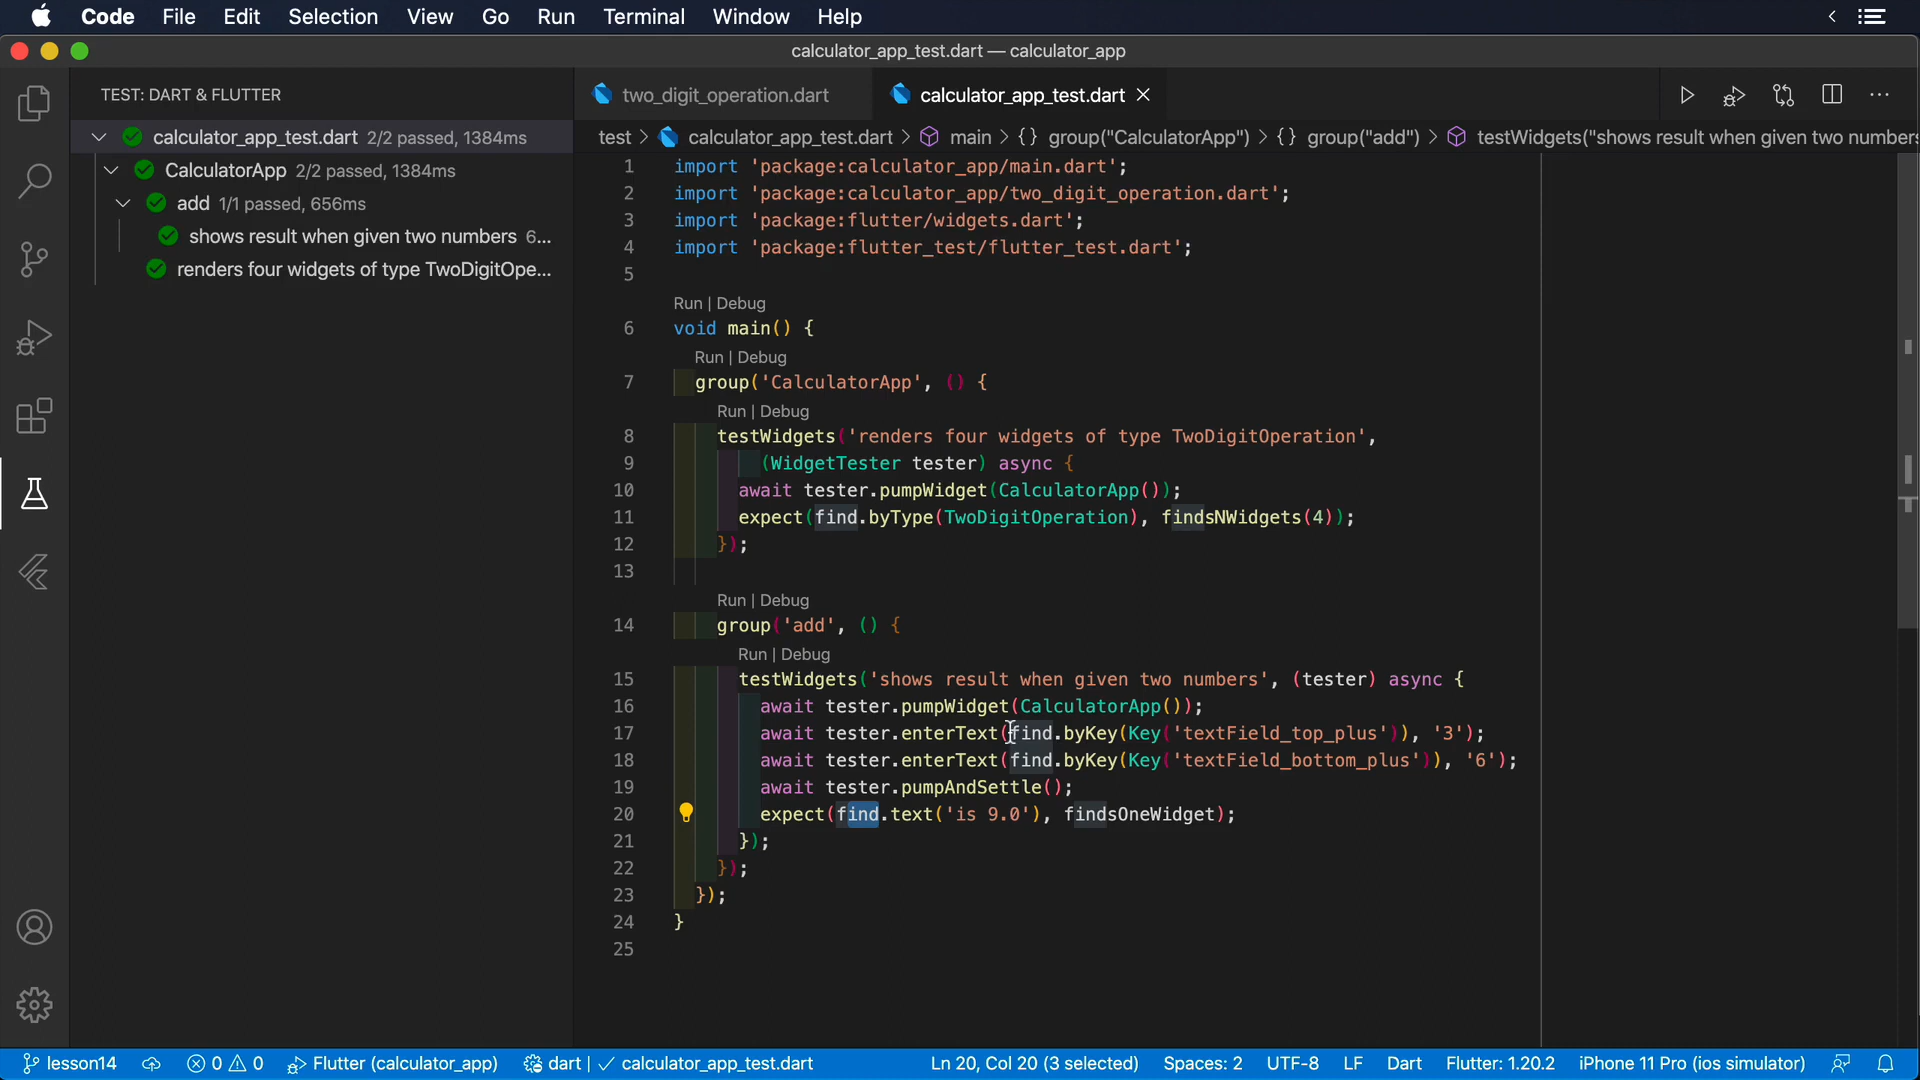 Code File Edit Selection View Go Run Terminal Window Help
calculator_app_test.dart — calculator_app
TEST: DART & FLUTTER
calculator_app_test.dart 2/2 passed, 1384ms
CalculatorApp 2/2 passed, 1384ms
add 1/1 passed, 656ms
shows result when given two numbers 6...
renders four widgets of type TwoDigitOpe...
two_digit_operation.dart calculator_app_test.dart
test > calculator_app_test.dart > main > {} group("CalculatorApp") > {} group("add") > testWidgets("shows result when given two numbers
1 import 'package:calculator_app/main.dart';
2 import 'package:calculator_app/two_digit_operation.dart';
3 import 'package:flutter/widgets.dart';
4 import 'package:flutter_test/flutter_test.dart';
5
Run | Debug
6 void main() {
Run | Debug
7 group('CalculatorApp', () {
Run | Debug
8 testWidgets('renders four widgets of type TwoDigitOperation',
9 (WidgetTester tester) async {
10 await tester.pumpWidget(CalculatorApp());
11 expect(find.byType(TwoDigitOperation), findsNWidgets(4));
12 });
13
Run | Debug
14 group('add', () {
Run | Debug
15 testWidgets('shows result when given two numbers', (tester) async {
16 await tester.pumpWidget(CalculatorApp());
17 await tester.enterText(find.byKey(Key('textField_top_plus')), '3');
18 await tester.enterText(find.byKey(Key('textField_bottom_plus')), '6');
19 await tester.pumpAndSettle();
20 expect(find.text('is 9.0'), findsOneWidget);
21 });
22 });
23 });
24 }
25
lesson14 0 0 Flutter (calculator_app) dart | ✓ calculator_app_test.dart Ln 20, Col 20 (3 selected) Spaces: 2 UTF-8 LF Dart Flutter: 1.20.2 iPhone 11 Pro (ios simulator)